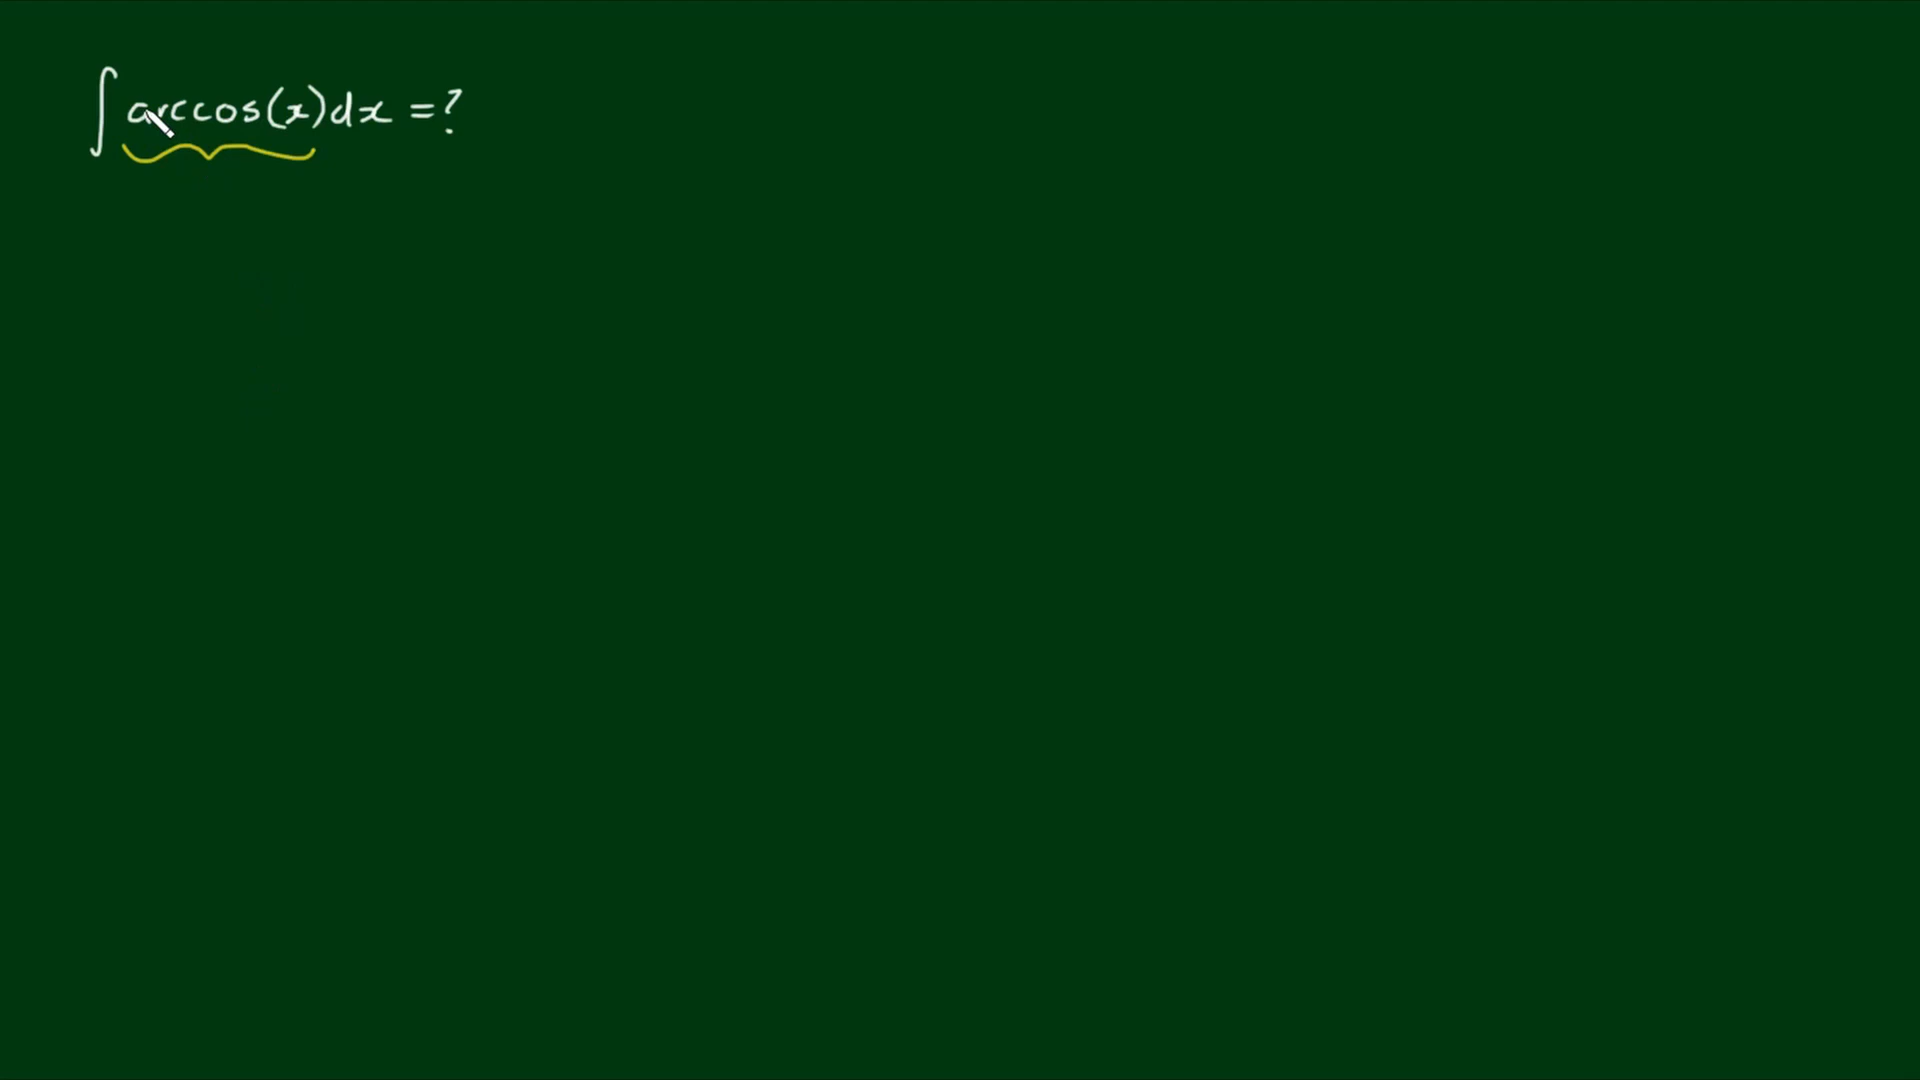 ∫ arccos(x)dx = ?